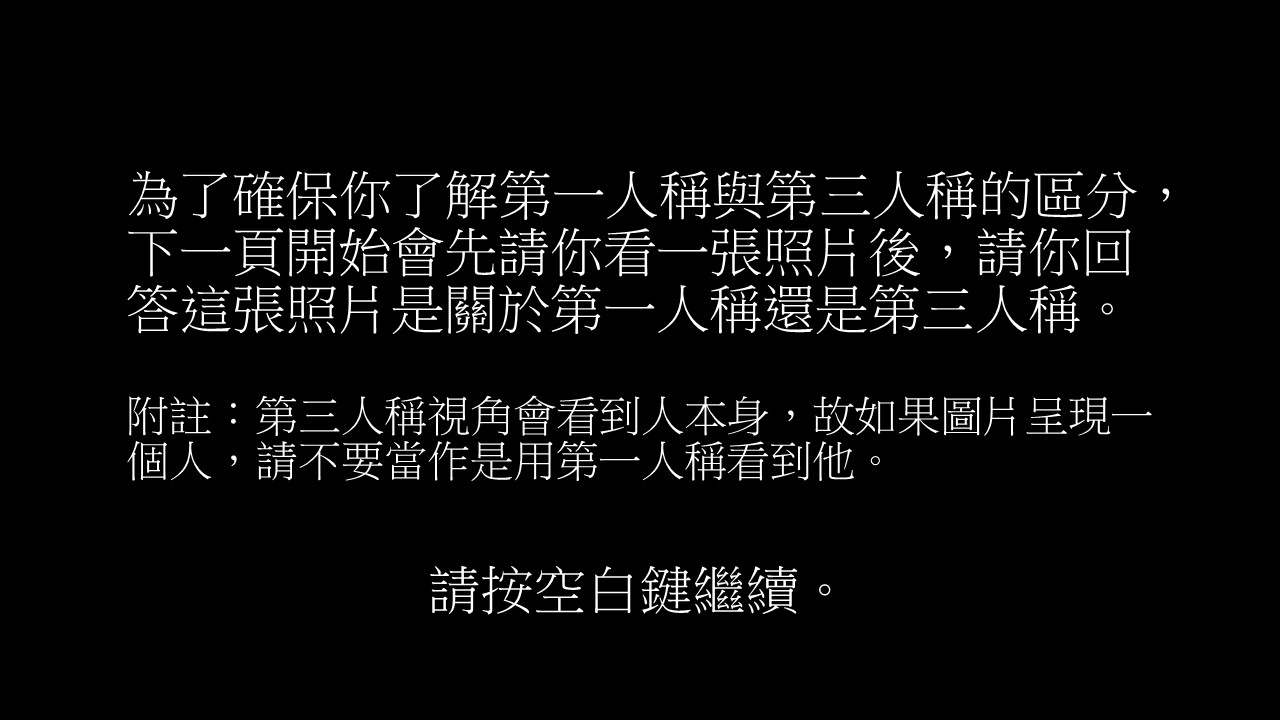 為了確保你了解第一人稱與第三人稱的區分，
下一頁開始會先請你看一張照片後，請你回
答這張照片是關於第一人稱還是第三人稱。
附註：第三人稱視角會看到人本身，故如果圖片呈現一
個人，請不要當作是用第一人稱看到他。
請按空白鍵繼續。